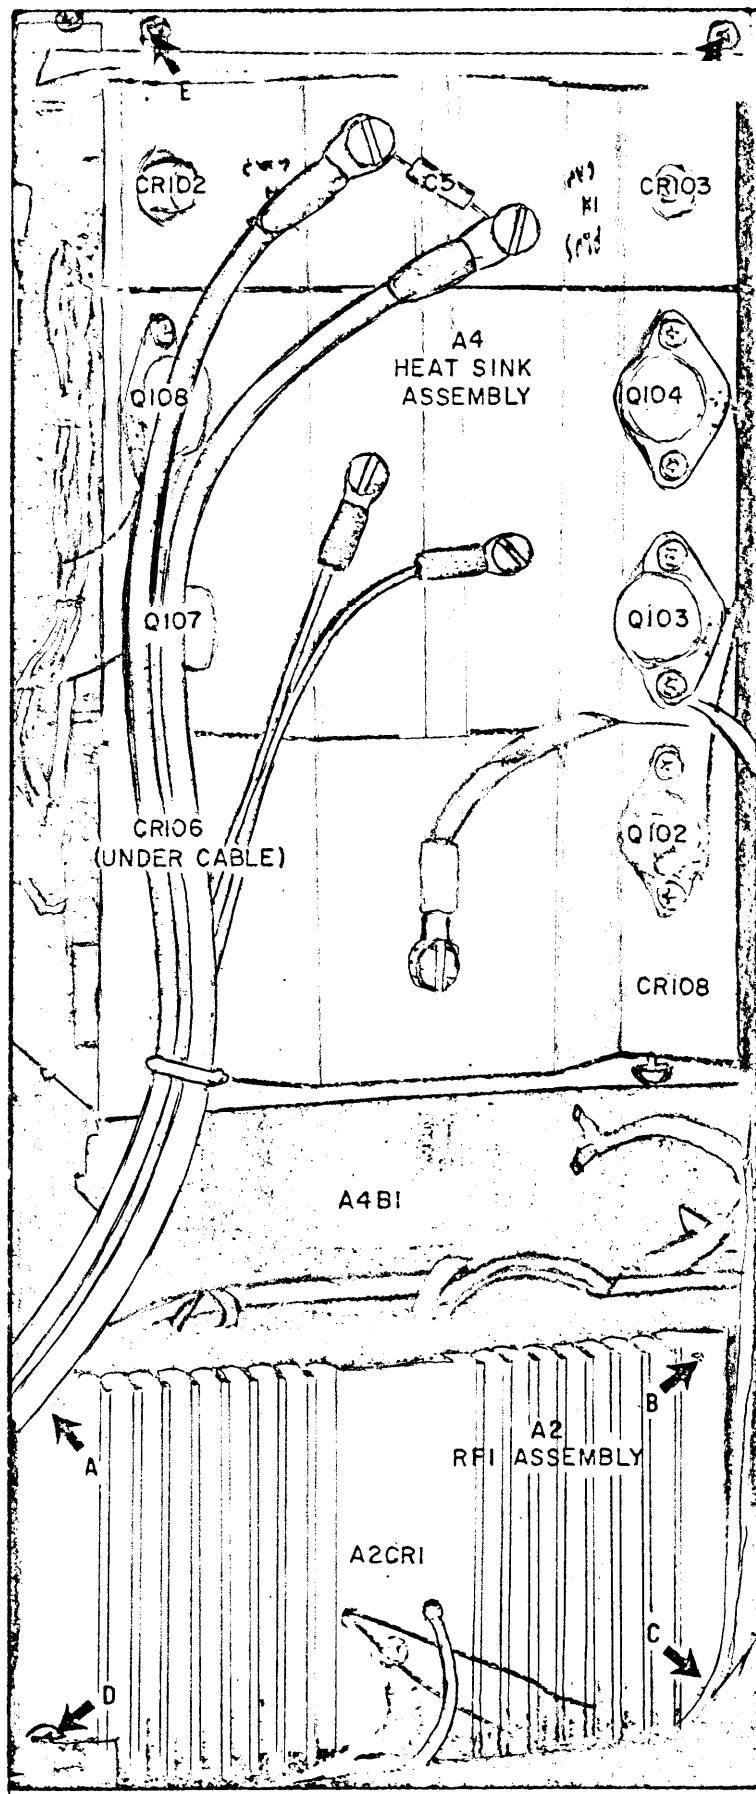 E
CR102
C5
CR103
A4
HEAT SINK
ASSEMBLY
Q108
Q104
Q107
Q103
CR106
(UNDER CABLE)
Q102
CR108
A4B1
B
A2
RFI ASSEMBLY
A
A2CR1
C
D